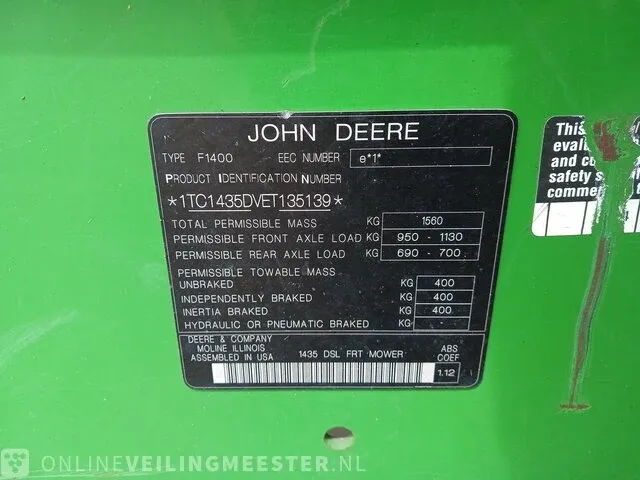 JOHN DEERE
TYPE F1400 EEC NUMBER e*1*
PRODUCT IDENTIFICATION NUMBER
*1TC1435DVET135139*
TOTAL PERMISSIBLE MASS KG 1560
PERMISSIBLE FRONT AXLE LOAD KG 950 - 1130
PERMISSIBLE REAR AXLE LOAD KG 690 - 700
PERMISSIBLE TOWABLE MASS
UNBRAKED KG 400
INDEPENDENTLY BRAKED KG 400
INERTIA BRAKED KG 400
HYDRAULIC OR PNEUMATIC BRAKED KG -
DEERE & COMPANY
MOLINE ILLINOIS
ASSEMBLED IN USA
1435 DSL FRT MOWER
ABS
COEF
1.12
This
evalu
and co
safety s
comme
ONLINEVEILINGMEESTER.NL